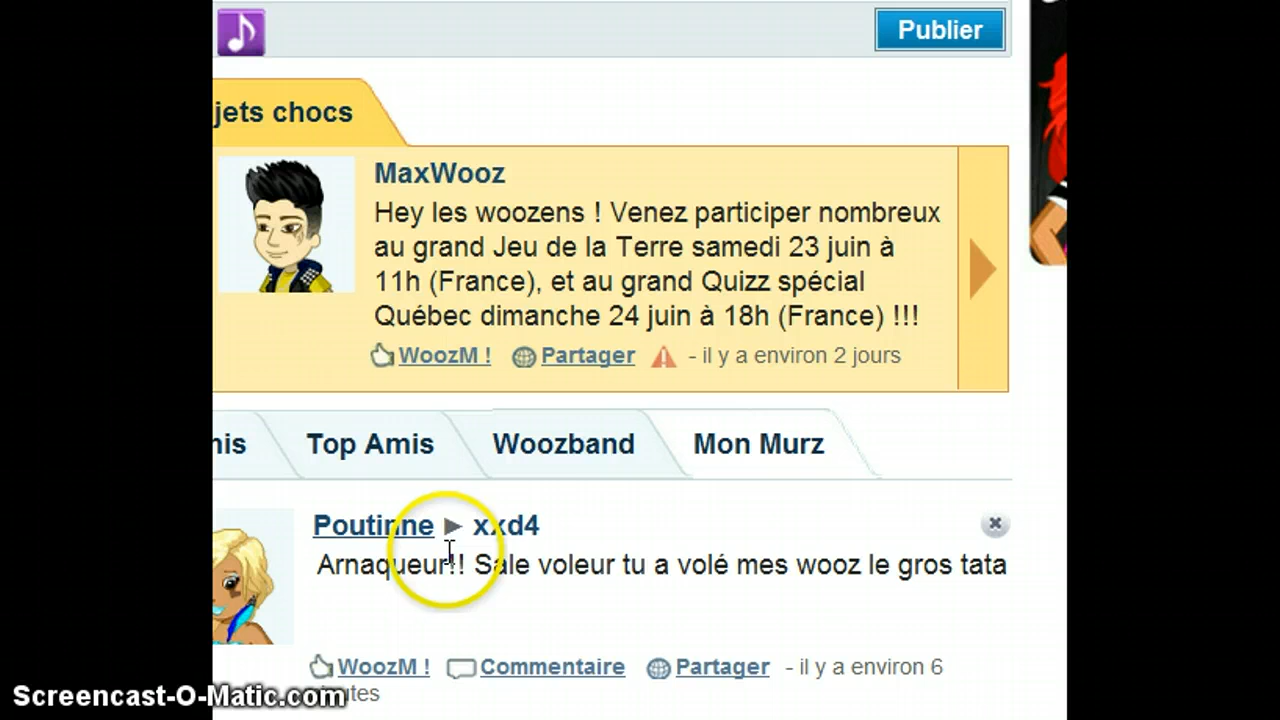 Publier
jets chocs
MaxWooz
Hey les woozens ! Venez participer nombreux
au grand Jeu de la Terre samedi 23 juin à
11h (France), et au grand Quizz spécial
Québec dimanche 24 juin à 18h (France) !!!
WoozM ! Partager - il y a environ 2 jours
nis Top Amis Woozband Mon Murz
Poutinne ► xxd4
Arnaqueur!! Sale voleur tu a volé mes wooz le gros tata
WoozM ! Commentaire Partager - il y a environ 6
utes
Screencast-O-Matic.com